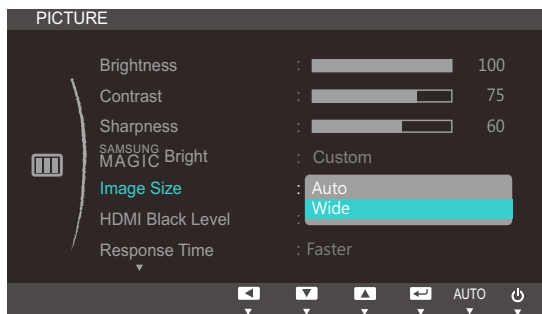 PICTURE
Brightness : 100
Contrast : 75
Sharpness : 60
SAMSUNG MAGIC Bright : Custom
Image Size : Auto
Wide
HDMI Black Level :
Response Time : Faster
AUTO